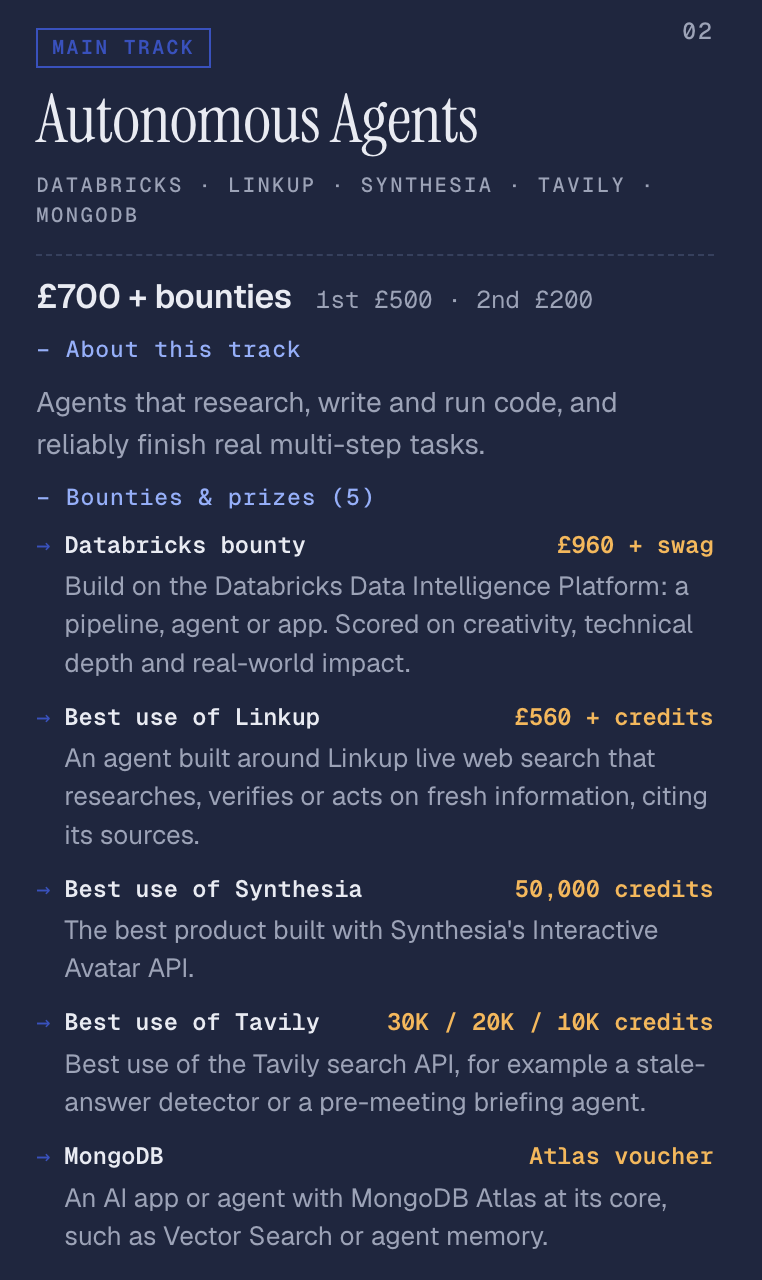 02
MAIN TRACK
Autonomous Agents
DATABRICKS · LINKUP · SYNTHESIA · TAVILY ·
MONGODB
£700 + bounties 1st £500 · 2nd £200
– About this track
Agents that research, write and run code, and
reliably finish real multi-step tasks.
– Bounties & prizes (5)
→ Databricks bounty £960 + swag
Build on the Databricks Data Intelligence Platform: a
pipeline, agent or app. Scored on creativity, technical
depth and real-world impact.
→ Best use of Linkup £560 + credits
An agent built around Linkup live web search that
researches, verifies or acts on fresh information, citing
its sources.
→ Best use of Synthesia 50,000 credits
The best product built with Synthesia's Interactive
Avatar API.
→ Best use of Tavily 30K / 20K / 10K credits
Best use of the Tavily search API, for example a stale-
answer detector or a pre-meeting briefing agent.
→ MongoDB Atlas voucher
An AI app or agent with MongoDB Atlas at its core,
such as Vector Search or agent memory.